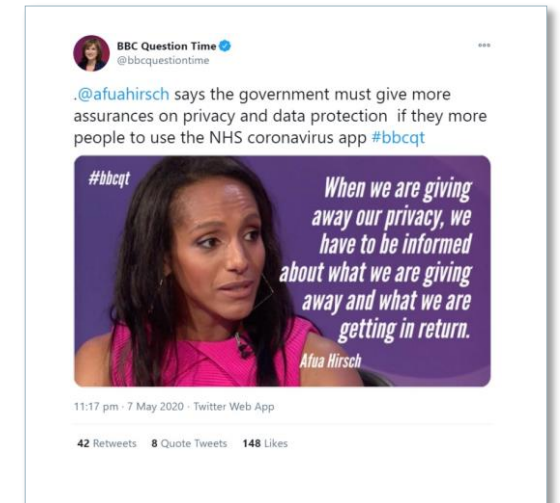 BBC Question Time
@bbcquestiontime
.@afuahirsch says the government must give more
assurances on privacy and data protection if they more
people to use the NHS coronavirus app #bbcqt
#bbcqt
When we are giving
away our privacy, we
have to be informed
about what we are giving
away and what we are
getting in return.
Afua Hirsch
11:17 pm · 7 May 2020 · Twitter Web App
42 Retweets 8 Quote Tweets 148 Likes